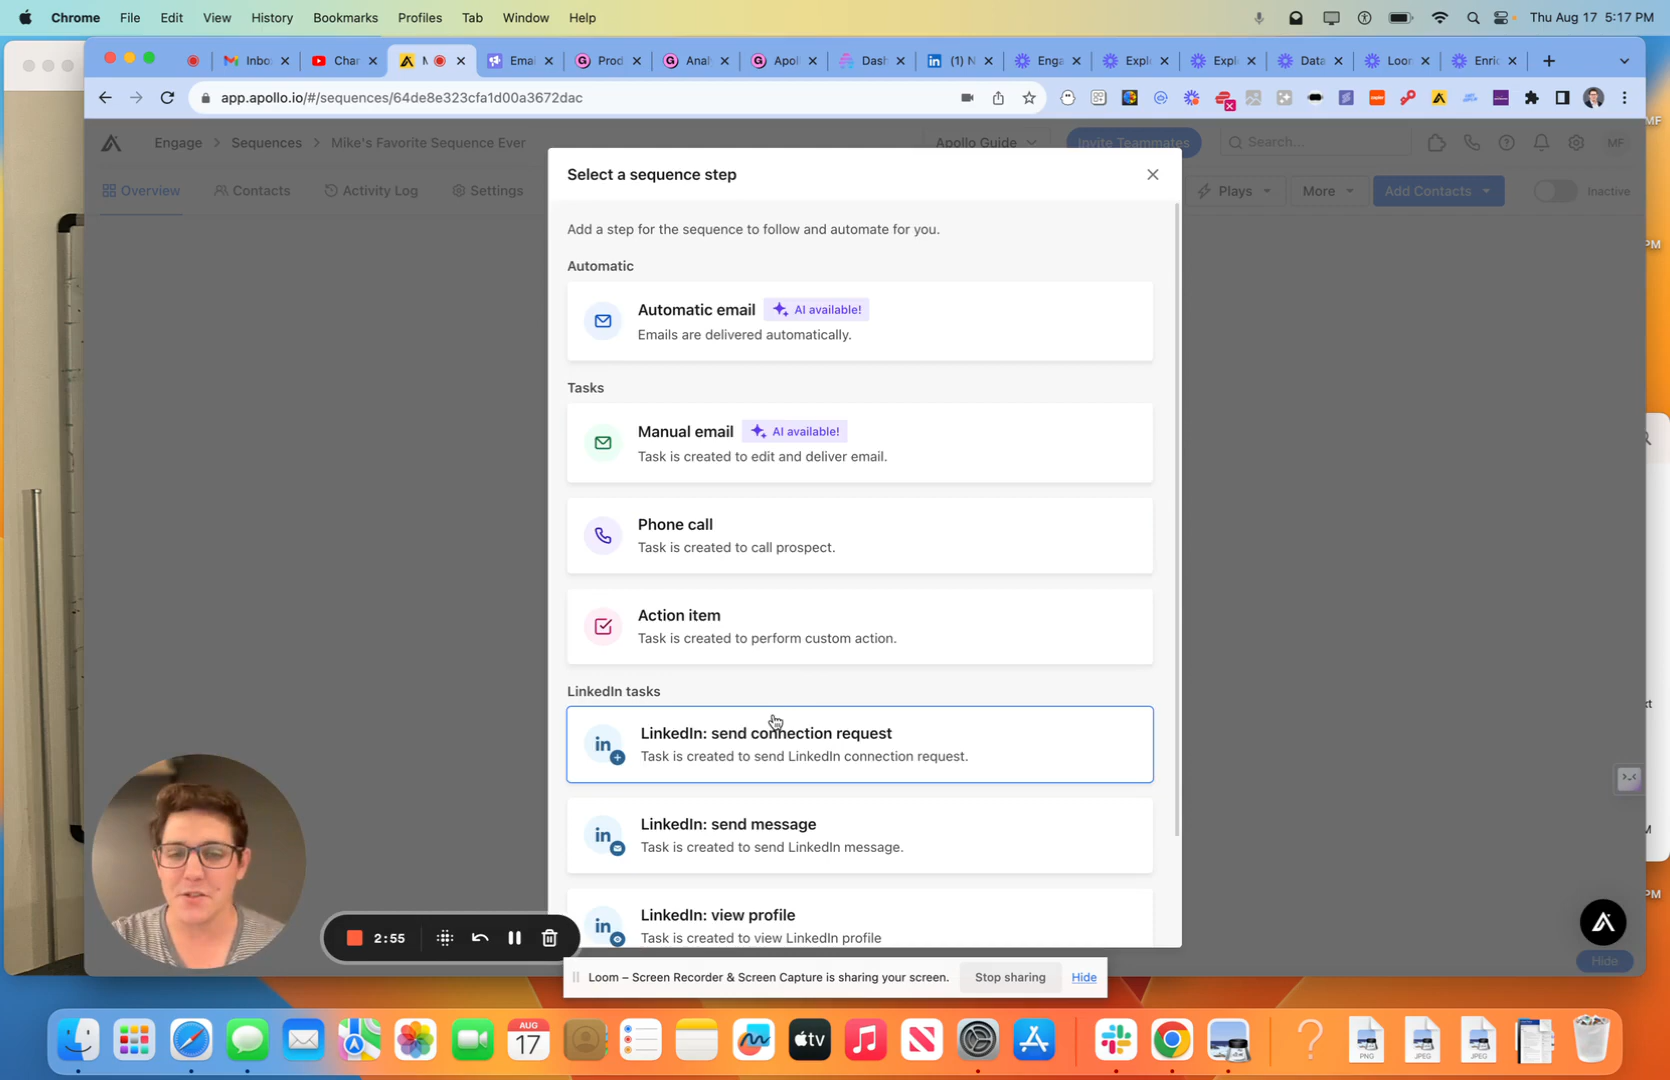 Chrome File Edit View History Bookmarks Profiles Tab Window Help Thu Aug 17 5:17 PM
Inbo Char M Emai Prod Anal Apol Dash (1) N Enga Expl Expl Data Loor Enric
app.apollo.io/#/sequences/64de8e323cfa1d00a3672dac
Engage > Sequences > Mike's Favorite Sequence Ever Apollo Guide Invite Teammates Search... MF
Overview Contacts Activity Log Settings Plays More Add Contacts Inactive
Select a sequence step
Add a step for the sequence to follow and automate for you.
Automatic
Automatic email AI available!
Emails are delivered automatically.
Tasks
Manual email AI available!
Task is created to edit and deliver email.
Phone call
Task is created to call prospect.
Action item
Task is created to perform custom action.
LinkedIn tasks
LinkedIn: send connection request
Task is created to send LinkedIn connection request.
LinkedIn: send message
Task is created to send LinkedIn message.
LinkedIn: view profile
Task is created to view LinkedIn profile
2:55
Hide
Loom – Screen Recorder & Screen Capture is sharing your screen. Stop sharing Hide
AUG
17
tv
PNG JPEG JPEG